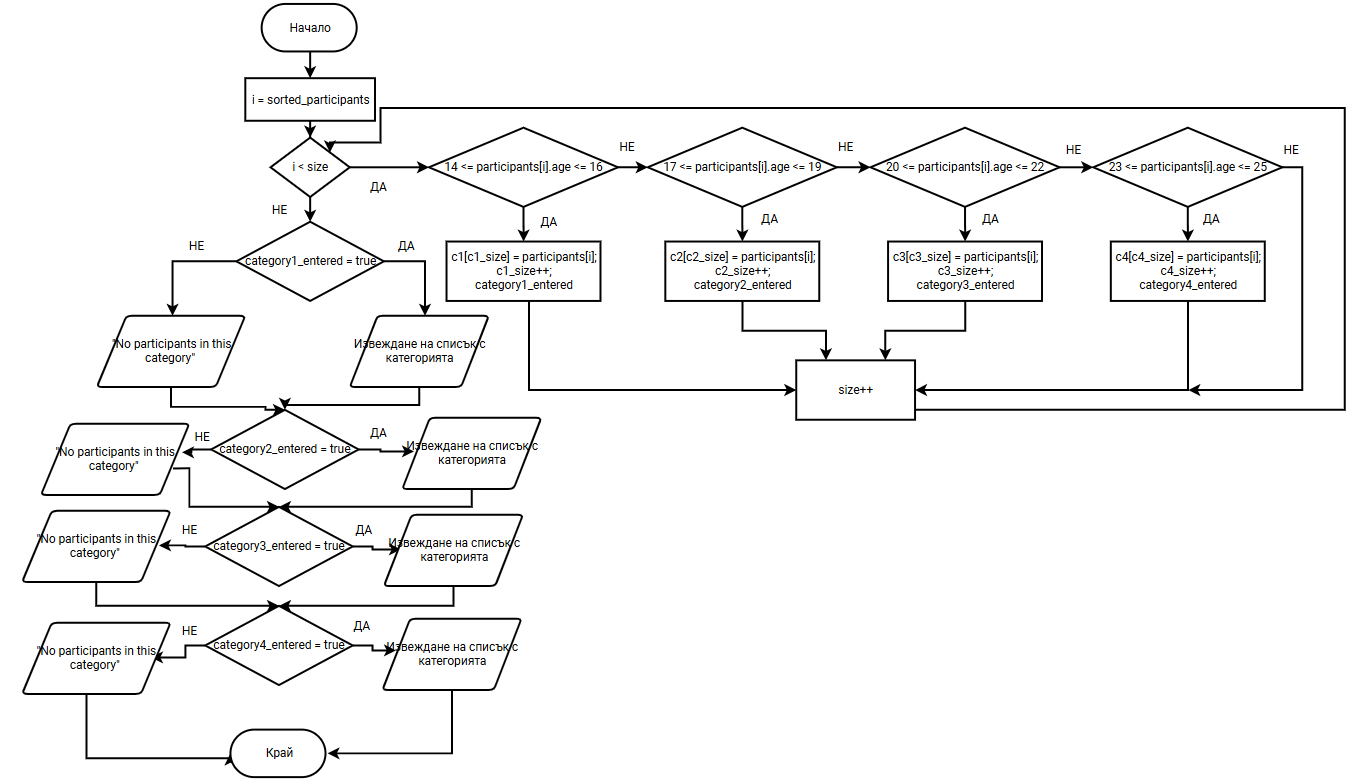 Начало
i = sorted_participants
i < size
ДА
14 <= participants[i].age <= 16
НЕ
17 <= participants[i].age <= 19
НЕ
20 <= participants[i].age <= 22
НЕ
23 <= participants[i].age <= 25
НЕ
ДА
c1[c1_size] = participants[i];
c1_size++;
category1_entered
ДА
c2[c2_size] = participants[i];
c2_size++;
category2_entered
ДА
c3[c3_size] = participants[i];
c3_size++;
category3_entered
ДА
c4[c4_size] = participants[i];
c4_size++;
category4_entered
size++
НЕ
category1_entered = true
НЕ
ДА
"No participants in this
category"
Извеждане на списък с
категорията
category2_entered = true
НЕ
ДА
"No participants in this
category"
Извеждане на списък с
категорията
category3_entered = true
НЕ
ДА
"No participants in this
category"
Извеждане на списък с
категорията
category4_entered = true
НЕ
ДА
"No participants in this
category"
Извеждане на списък с
категорията
Край